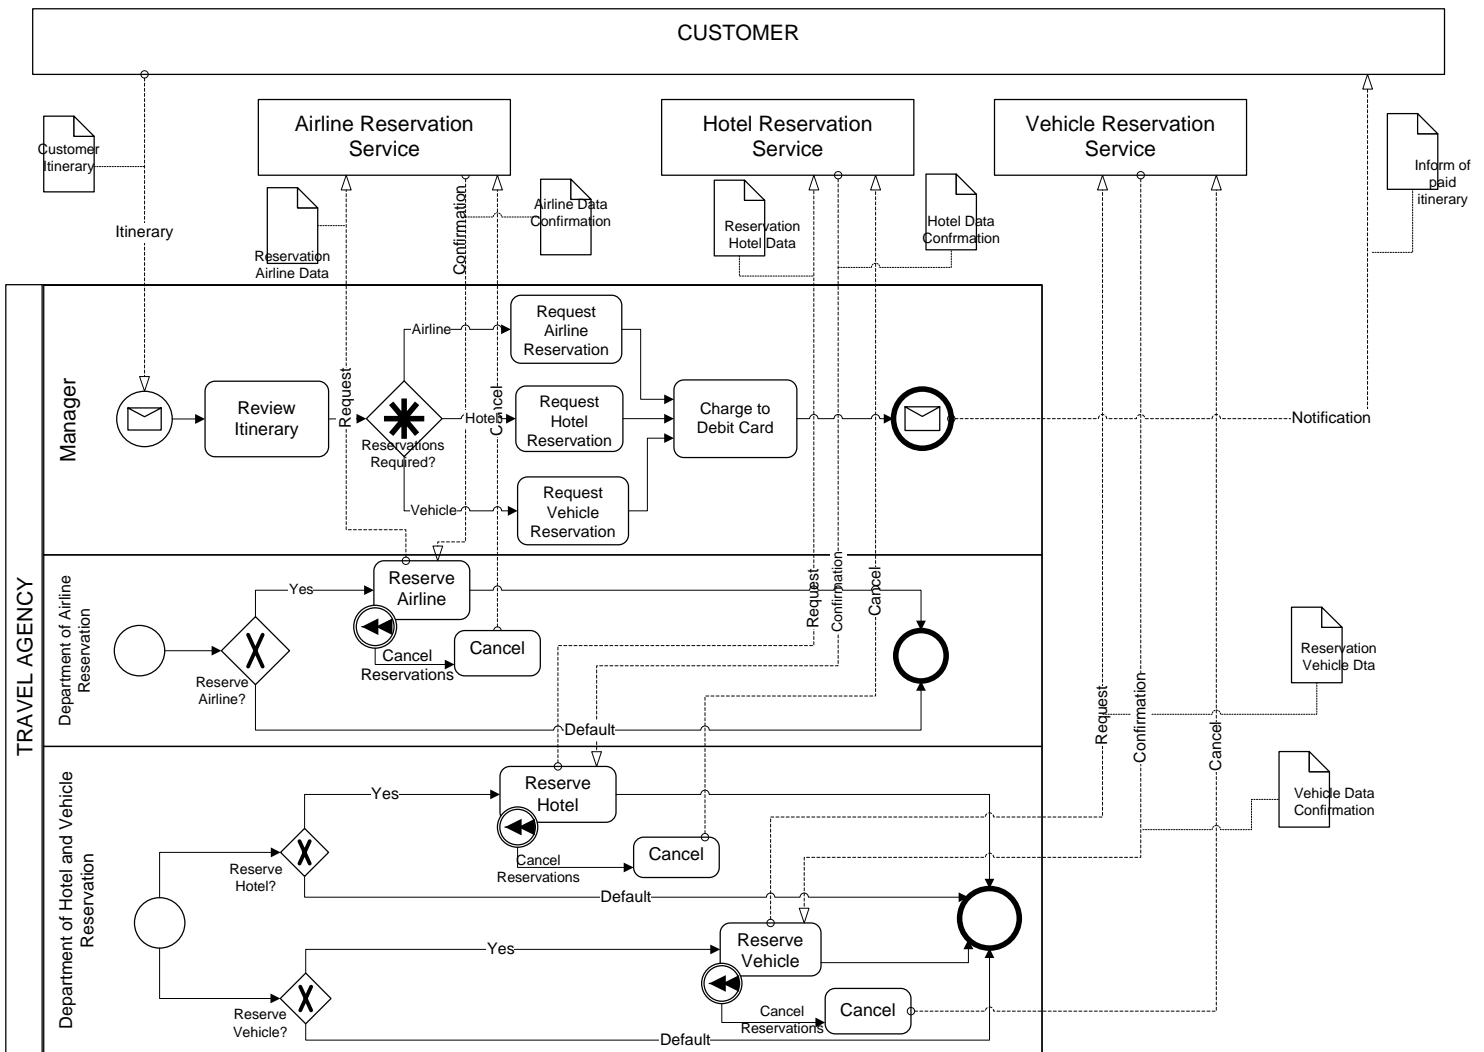 CUSTOMER
Airline Reservation
Service
Hotel Reservation
Service
Vehicle Reservation
Service
Customer
Itinerary
Itinerary
Reservation
Airline Data
Confirmation
Airline Data
Confirmation
Reservation
Hotel Data
Hotel Data
Confrmation
Inform of
paid
itinerary
TRAVEL AGENCY
Manager
Review
Itinerary
Request
Reservations
Required?
Airline
Hotel
Vehicle
Cancel
Request
Airline
Reservation
Request
Hotel
Reservation
Request
Vehicle
Reservation
Charge to
Debit Card
Notification
Department of Airline
Reservation
Reserve
Airline?
Yes
Reserve
Airline
Cancel
Reservations
Cancel
Default
Request
Confirmation
Cancel
Reservation
Vehicle Dta
Request
Confirmation
Cancel
Vehicle Data
Confirmation
Department of Hotel and Vehicle
Reservation
Reserve
Hotel?
Yes
Reserve
Hotel
Cancel
Reservations
Cancel
Default
Reserve
Vehicle?
Yes
Reserve
Vehicle
Cancel
Reservations
Cancel
Default